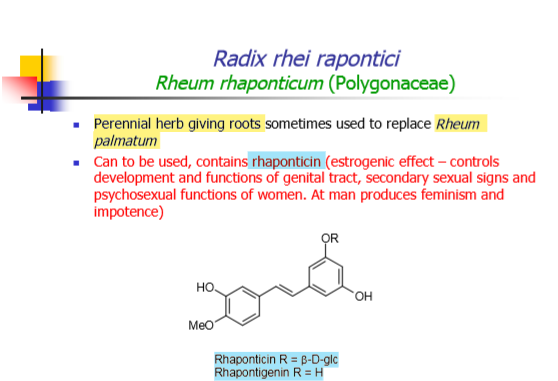 Radix rhei rapontici
Rheum rhaponticum (Polygonaceae)
Perennial herb giving roots sometimes used to replace Rheum
palmatum
Can to be used, contains rhaponticin (estrogenic effect – controls
development and functions of genital tract, secondary sexual signs and
psychosexual functions of women. At man produces feminism and
impotence)
OR
HO
OH
MeO
Rhaponticin R = β-D-glc
Rhapontigenin R = H